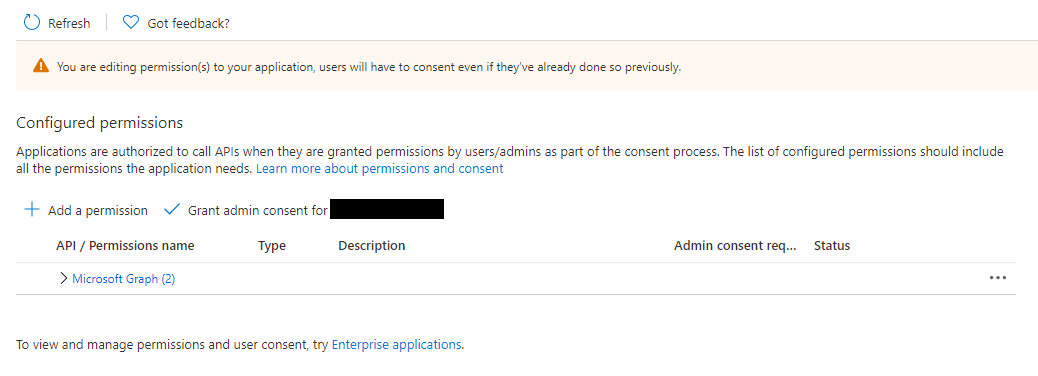 Refresh Got feedback?
You are editing permission(s) to your application, users will have to consent even if they've already done so previously.
Configured permissions
Applications are authorized to call APIs when they are granted permissions by users/admins as part of the consent process. The list of configured permissions should include
all the permissions the application needs. Learn more about permissions and consent
Add a permission Grant admin consent for
API / Permissions name Type Description Admin consent req... Status
Microsoft Graph (2) ...
To view and manage permissions and user consent, try Enterprise applications.